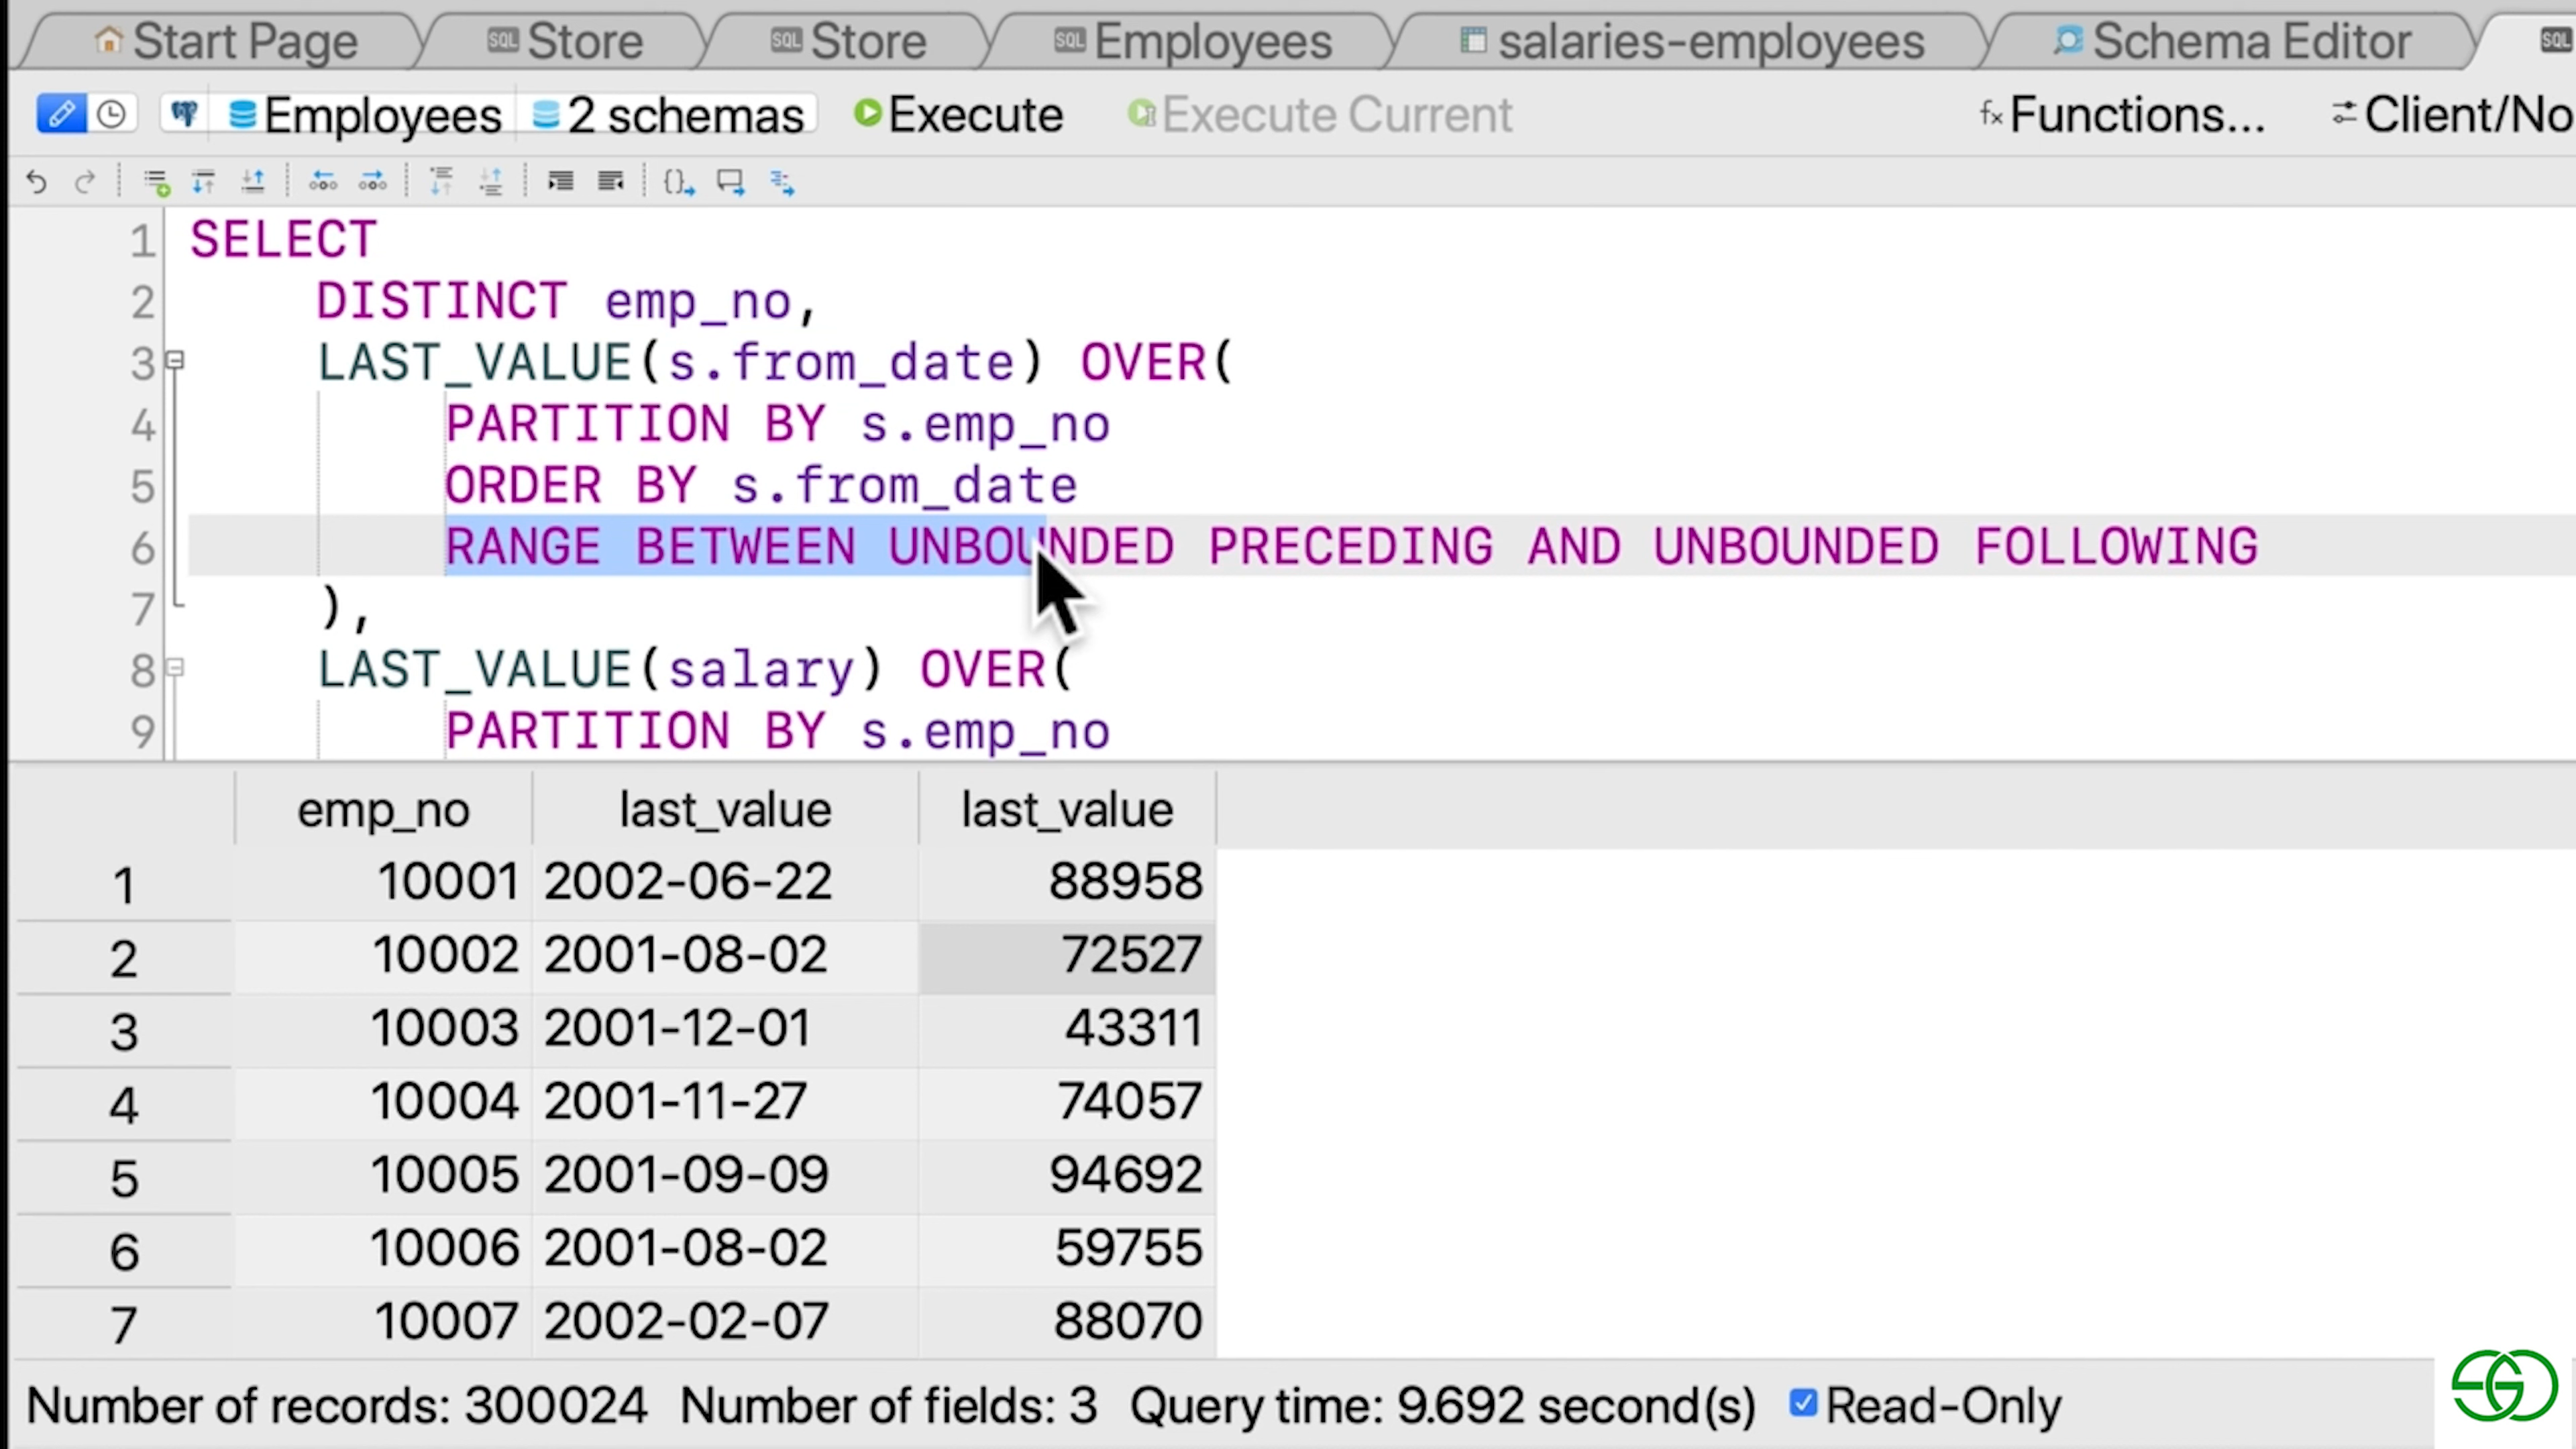 Start Page Store Store Employees salaries-employees Schema Editor SQL
Employees 2 schemas Execute Execute Current fx Functions... Client/No
1 SELECT
2 DISTINCT emp_no,
3 LAST_VALUE(s.from_date) OVER(
4 PARTITION BY s.emp_no
5 ORDER BY s.from_date
6 RANGE BETWEEN UNBOUNDED PRECEDING AND UNBOUNDED FOLLOWING
7 ),
8 LAST_VALUE(salary) OVER(
9 PARTITION BY s.emp_no
emp_no last_value last_value
1 10001 2002-06-22 88958
2 10002 2001-08-02 72527
3 10003 2001-12-01 43311
4 10004 2001-11-27 74057
5 10005 2001-09-09 94692
6 10006 2001-08-02 59755
7 10007 2002-02-07 88070
Number of records: 300024 Number of fields: 3 Query time: 9.692 second(s) Read-Only